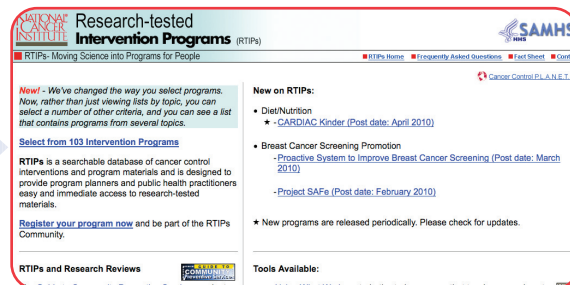 NATIONAL
CANCER
INSTITUTE
Research-tested
Intervention Programs (RTIPs)
SAMHS
HHS
RTIPs- Moving Science into Programs for People
RTIPs Home Frequently Asked Questions Fact Sheet Cont
Cancer Control P.L.A.N.E.T.
New! - We've changed the way you select programs.
Now, rather than just viewing lists by topic, you can
select a number of other criteria, and you can see a list
that contains programs from several topics.
Select from 103 Intervention Programs
RTIPs is a searchable database of cancer control
interventions and program materials and is designed to
provide program planners and public health practitioners
easy and immediate access to research-tested
materials.
Register your program now and be part of the RTIPs
Community.
New on RTIPs:
• Diet/Nutrition
★ - CARDIAC Kinder (Post date: April 2010)
• Breast Cancer Screening Promotion
-Proactive System to Improve Breast Cancer Screening (Post date: March
2010)
-Project SAFe (Post date: February 2010)
★ New programs are released periodically. Please check for updates.
RTIPs and Research Reviews
GUIDE TO
COMMUNITY
Preventive Services
Tools Available: